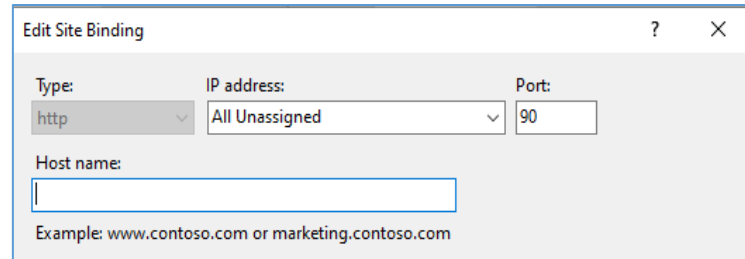 Edit Site Binding ? ×
Type: IP address: Port:
http All Unassigned 90
Host name:
Example: www.contoso.com or marketing.contoso.com